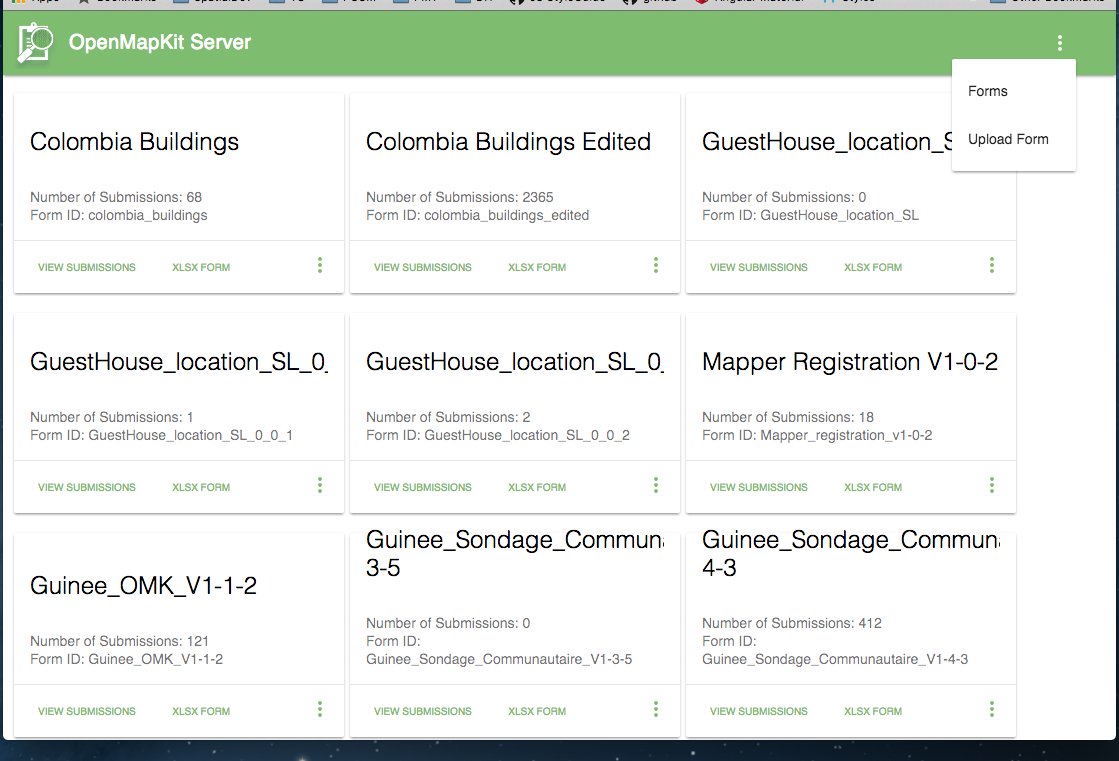 Other Bookmarks
OpenMapKit Server
Forms
Upload Form
Colombia Buildings
Number of Submissions: 68
Form ID: colombia_buildings
VIEW SUBMISSIONS XLSX FORM
Colombia Buildings Edited
Number of Submissions: 2365
Form ID: colombia_buildings_edited
VIEW SUBMISSIONS XLSX FORM
GuestHouse_location_S
Number of Submissions: 0
Form ID: GuestHouse_location_SL
VIEW SUBMISSIONS XLSX FORM
GuestHouse_location_SL_0_
Number of Submissions: 1
Form ID: GuestHouse_location_SL_0_0_1
VIEW SUBMISSIONS XLSX FORM
GuestHouse_location_SL_0_
Number of Submissions: 2
Form ID: GuestHouse_location_SL_0_0_2
VIEW SUBMISSIONS XLSX FORM
Mapper Registration V1-0-2
Number of Submissions: 18
Form ID: Mapper_registration_v1-0-2
VIEW SUBMISSIONS XLSX FORM
Guinee_OMK_V1-1-2
Number of Submissions: 121
Form ID: Guinee_OMK_V1-1-2
VIEW SUBMISSIONS XLSX FORM
Guinee_Sondage_Communa
3-5
Number of Submissions: 0
Form ID:
Guinee_Sondage_Communautaire_V1-3-5
VIEW SUBMISSIONS XLSX FORM
Guinee_Sondage_Communa
4-3
Number of Submissions: 412
Form ID:
Guinee_Sondage_Communautaire_V1-4-3
VIEW SUBMISSIONS XLSX FORM